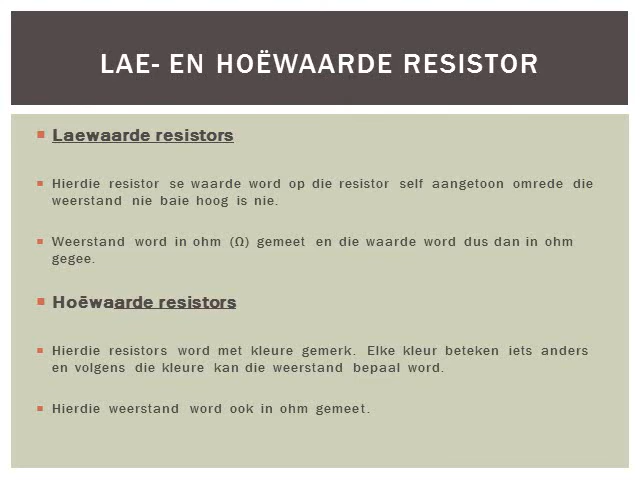 LAE- EN HOËWAARDE RESISTOR
Laewaarde resistors
Hierdie resistor se waarde word op die resistor self aangetoon omrede die
weerstand nie baie hoog is nie.
Weerstand word in ohm (Ω) gemeet en die waarde word dus dan in ohm
gegee.
Hoëwaarde resistors
Hierdie resistors word met kleure gemerk. Elke kleur beteken iets anders
en volgens die kleure kan die weerstand bepaal word.
Hierdie weerstand word ook in ohm gemeet.